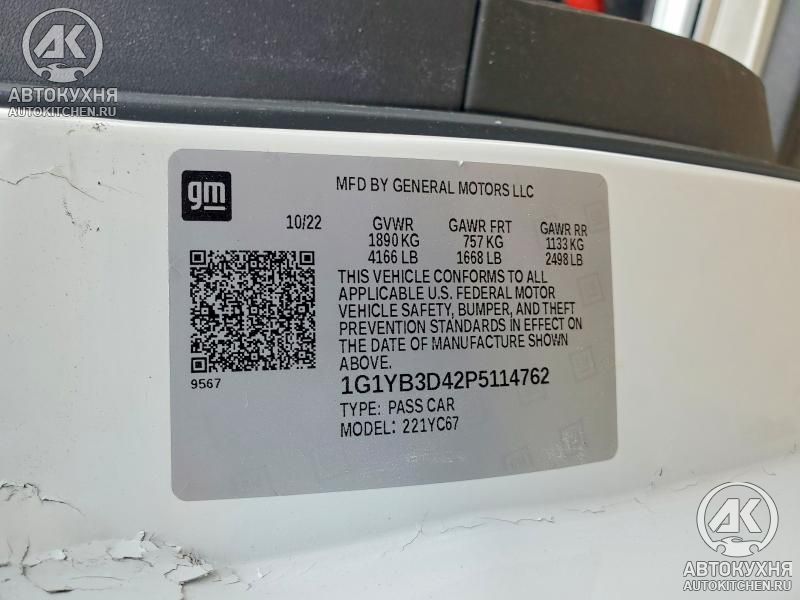 АК
АВТОКУХНЯ
AUTOKITCHEN.RU
gm
MFD BY GENERAL MOTORS LLC
10/22 GVWR GAWR FRT GAWR RR
1890 KG 757 KG 1133 KG
4166 LB 1668 LB 2498 LB
THIS VEHICLE CONFORMS TO ALL
APPLICABLE U.S. FEDERAL MOTOR
VEHICLE SAFETY, BUMPER, AND THEFT
PREVENTION STANDARDS IN EFFECT ON
THE DATE OF MANUFACTURE SHOWN
ABOVE.
9567
1G1YB3D42P5114762
TYPE: PASS CAR
MODEL: 221YC67
АК
АВТОКУХНЯ
AUTOKITCHEN.RU